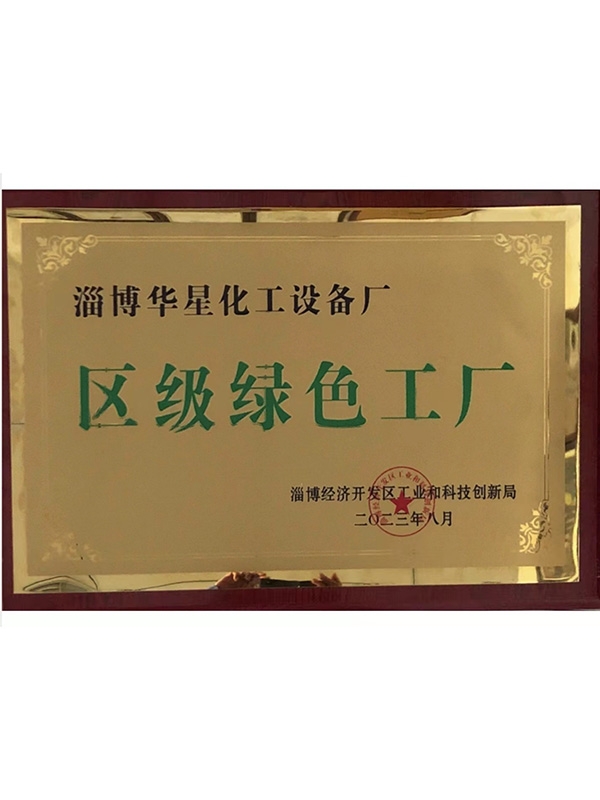 淄博华星化工设备厂
区级绿色工厂
淄博经济开发区工业和科技创新局
二〇二三年八月